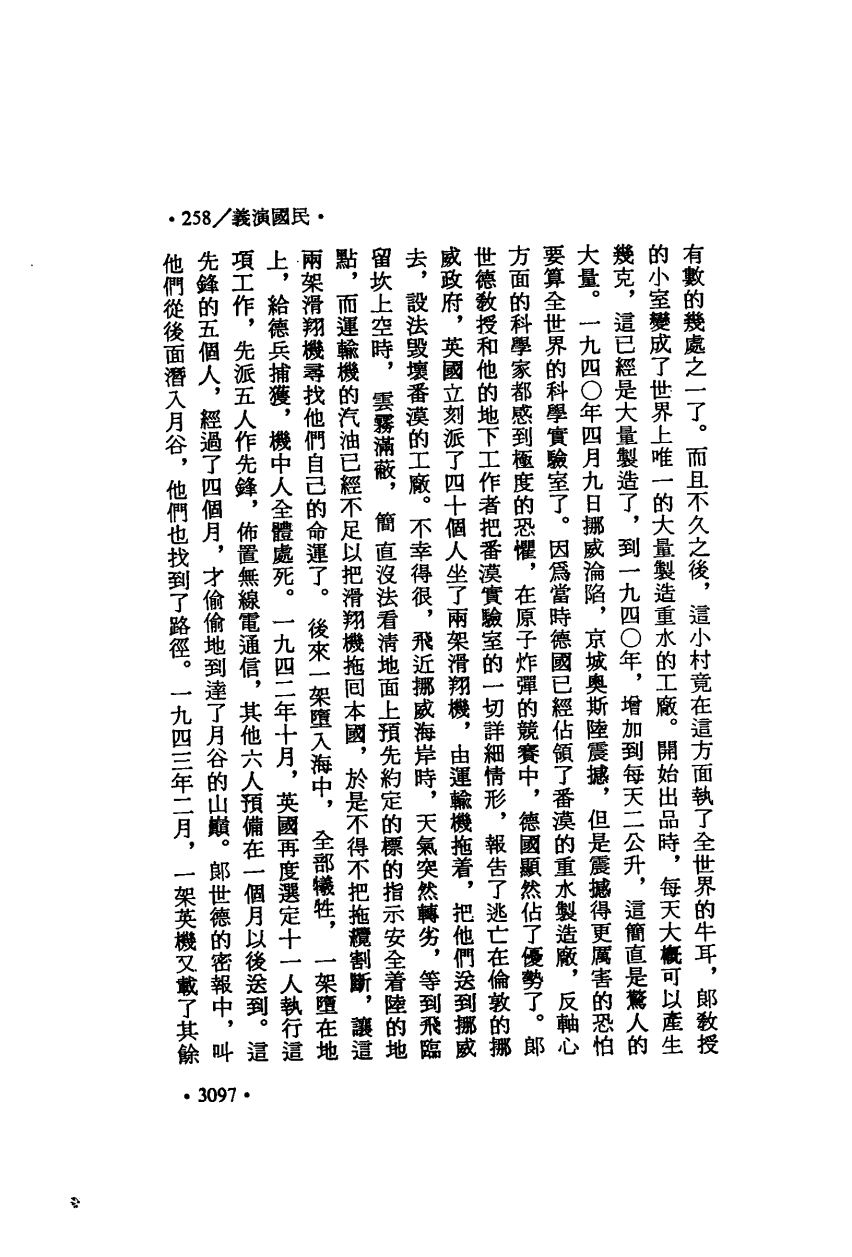 •258／義演國民•
有數的幾處之一了。而且不久之後，這小村竟在這方面執了全世界的牛耳，郞教授
的小室變成了世界上唯一的大量製造重水的工廠。開始出品時，每天大概可以產生
幾克，這已經是大量製造了，到一九四〇年，增加到每天二公升，這簡直是驚人的
大量。一九四〇年四月九日挪威淪陷，京城奧斯陸震撼，但是震撼得更厲害的恐怕
要算全世界的科學實驗室了。因爲當時德國已經佔領了番漠的重水製造廠，反軸心
方面的科學家都感到極度的恐懼，在原子炸彈的競賽中，德國顯然佔了優勢了。郞
世德教授和他的地下工作者把番漠實驗室的一切詳細情形，報告了逃亡在倫敦的挪
威政府，英國立刻派了四十個人坐了兩架滑翔機，由運輸機拖着，把他們送到挪威
去，設法毀壞番漠的工廠。不幸得很，飛近挪威海岸時，天氣突然轉劣，等到飛臨
留坎上空時，雲霧滿蔽，簡直沒法看清地面上預先約定的標的指示安全着陸的地
點，而運輸機的汽油已經不足以把滑翔機拖囘本國，於是不得不把拖纜割斷，讓這
兩架滑翔機尋找他們自己的命運了。後來一架墮入海中，全部犧牲，一架墮在地
上，給德兵捕獲，機中人全體處死。一九四二年十月，英國再度選定十一人執行這
項工作，先派五人作先鋒，佈置無線電通信，其他六人預備在一個月以後送到。這
先鋒的五個人，經過了四個月，才偷偷地到達了月谷的山巔。郞世德的密報中，叫
他們從後面潛入月谷，他們也找到了路徑。一九四三年二月，一架英機又載了其餘
•3097•